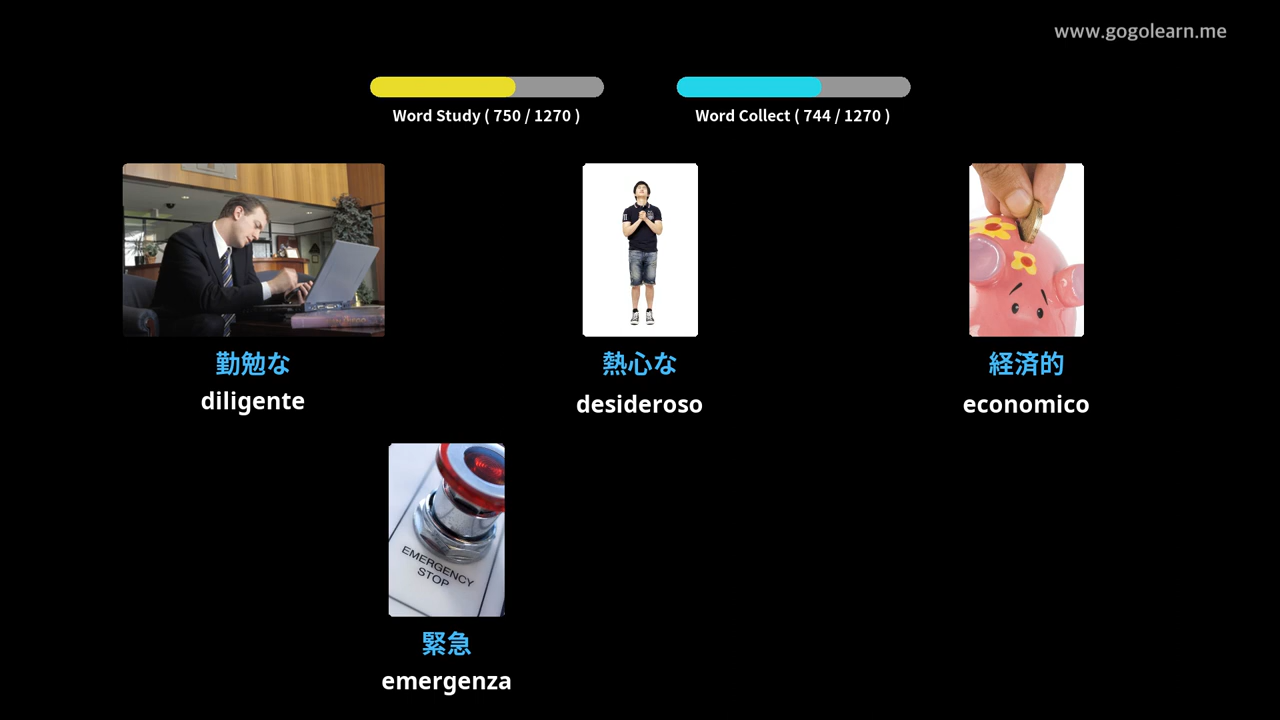 www.gogolearn.me
Word Study ( 750 / 1270 )
Word Collect ( 744 / 1270 )
勤勉な
diligente
熱心な
desideroso
経済的
economico
EMERGENCY
STOP
緊急
emergenza